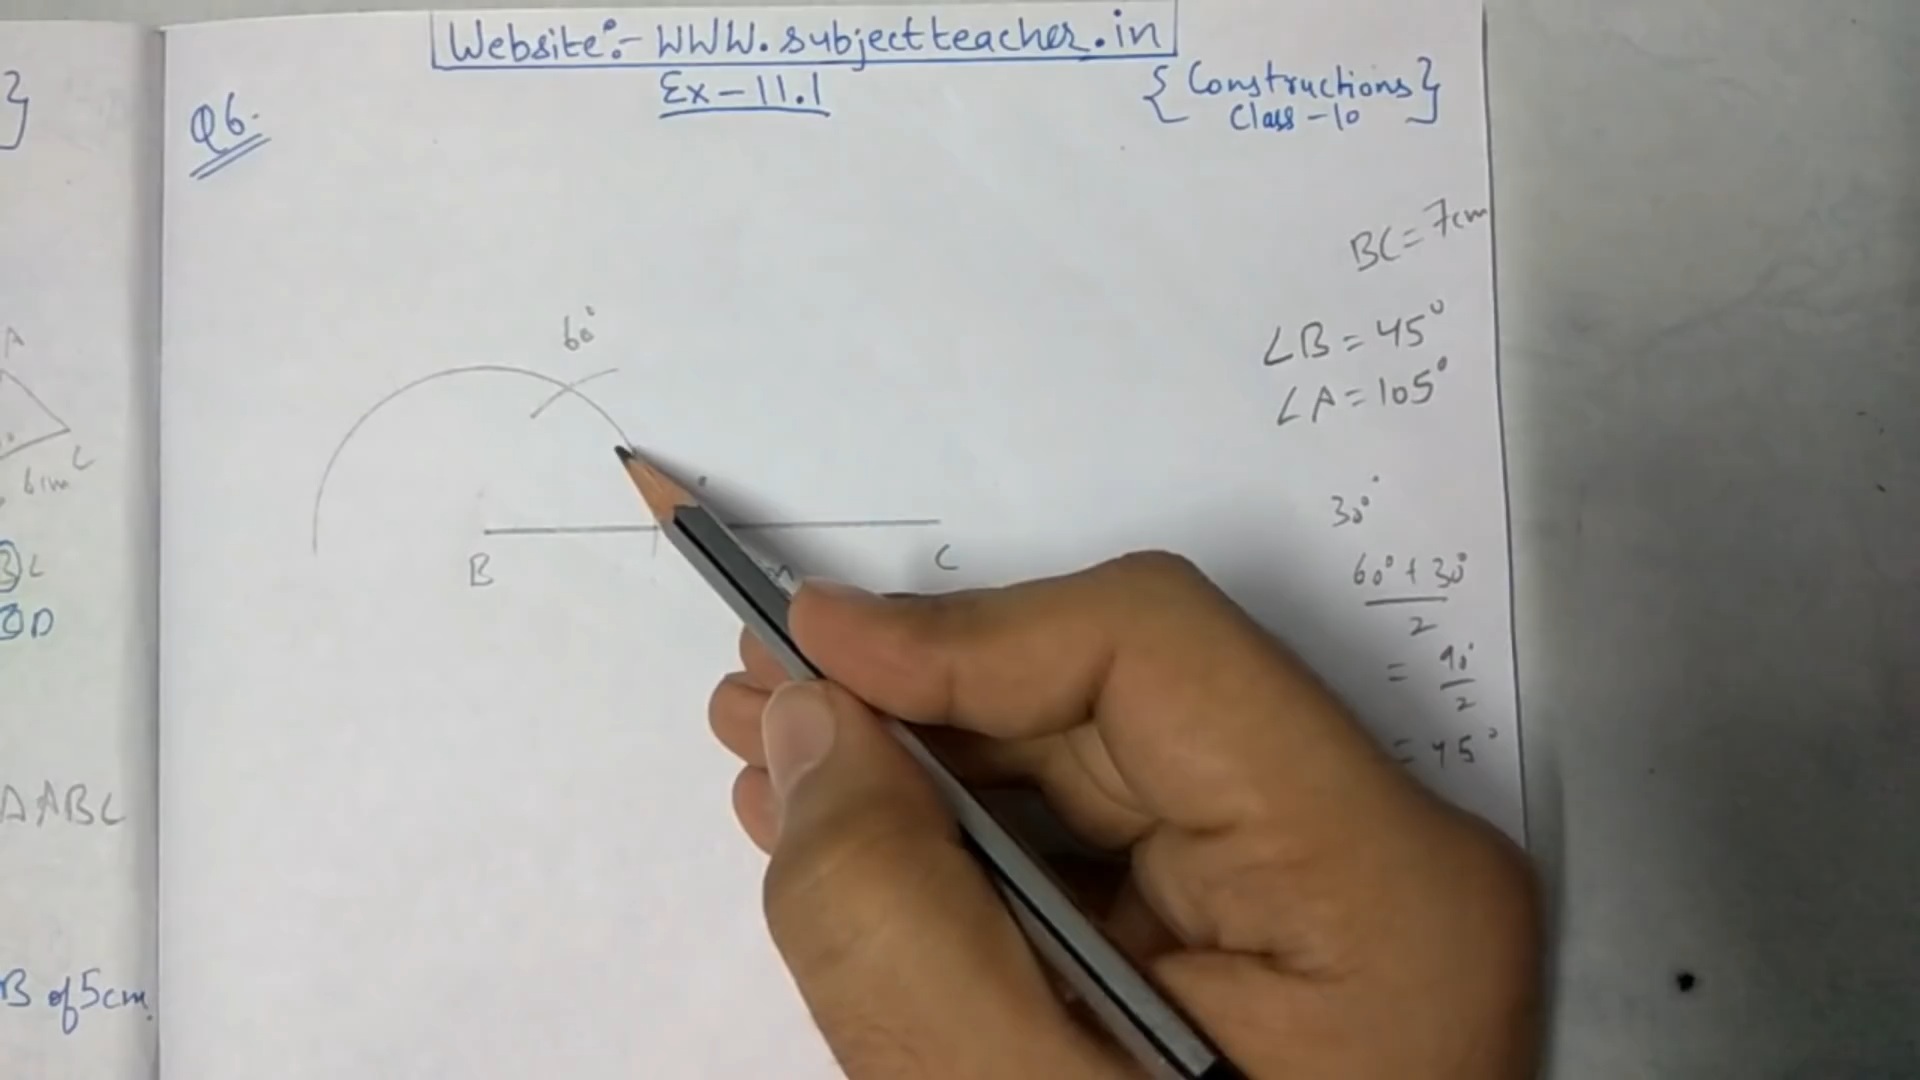 Website:- WWW.subjectteacher.in
Ex-11.1
{Constructions}
Class-10
Q6.
BC=7cm
60°
∠B=45°
∠A=105°
B
C
30°
60°+30°
2
= 90°
2
=45°
}
A
6cm
C
C
D
ΔABC
B of 5cm.